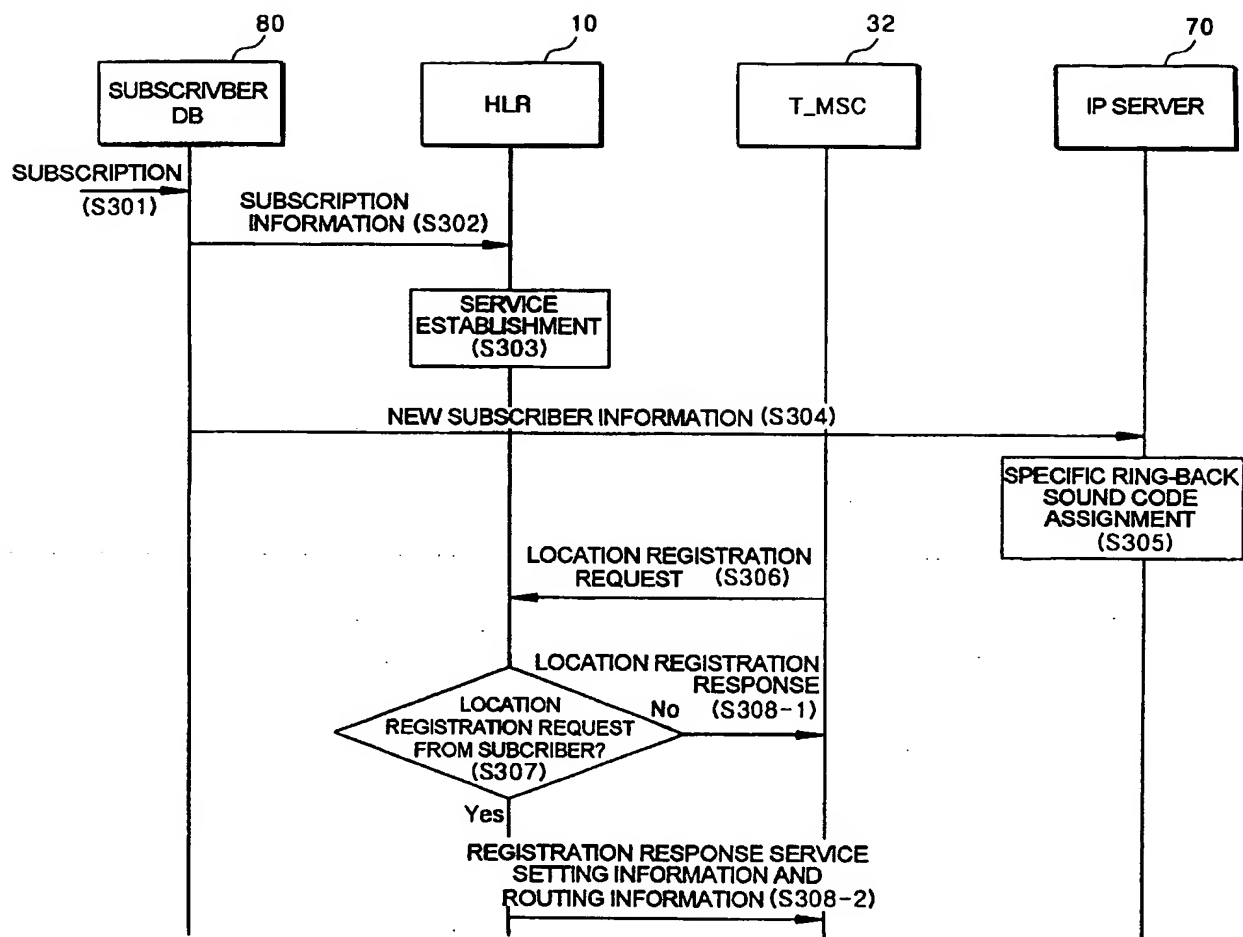 80
10
32
70
SUBSCRIVBER
DB
HLR
T_MSC
IP SERVER
SUBSCRIPTION
(S301)
SUBSCRIPTION
INFORMATION (S302)
SERVICE
ESTABLISHMENT
(S303)
NEW SUBSCRIBER INFORMATION (S304)
SPECIFIC RING-BACK
SOUND CODE
ASSIGNMENT
(S305)
LOCATION REGISTRATION
REQUEST (S306)
LOCATION REGISTRATION
RESPONSE
(S308-1)
No
LOCATION
REGISTRATION REQUEST
FROM SUBCRIBER?
(S307)
Yes
REGISTRATION RESPONSE SERVICE
SETTING INFORMATION AND
ROUTING INFORMATION (S308-2)